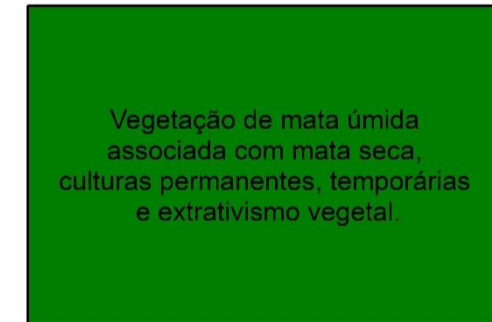 Vegetação de mata úmida
associada com mata seca,
culturas permanentes, temporárias
e extrativismo vegetal.